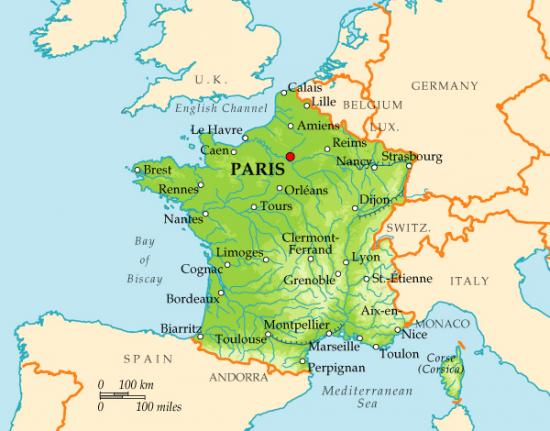 U.K.
Calais
GERMANY
Lille
BELGIUM
English Channel
Amiens
LUX.
Le Havre
Caen
Reims
Nancy
Strasbourg
PARIS
Brest
Rennes
Orléans
Dijon
Tours
Nantes
SWITZ.
Clermont-
Ferrand
Bay
of
Biscay
Limoges
Lyon
Cognac
Grenoble
St.-Étienne
ITALY
Bordeaux
Aix-en-
MONACO
Biarritz
Montpellier
Nice
Toulouse
Marseille
Toulon
Corse
(Corsica)
SPAIN
ANDORRA
Perpignan
Mediterranean
Sea
0 100 km
0 100 miles